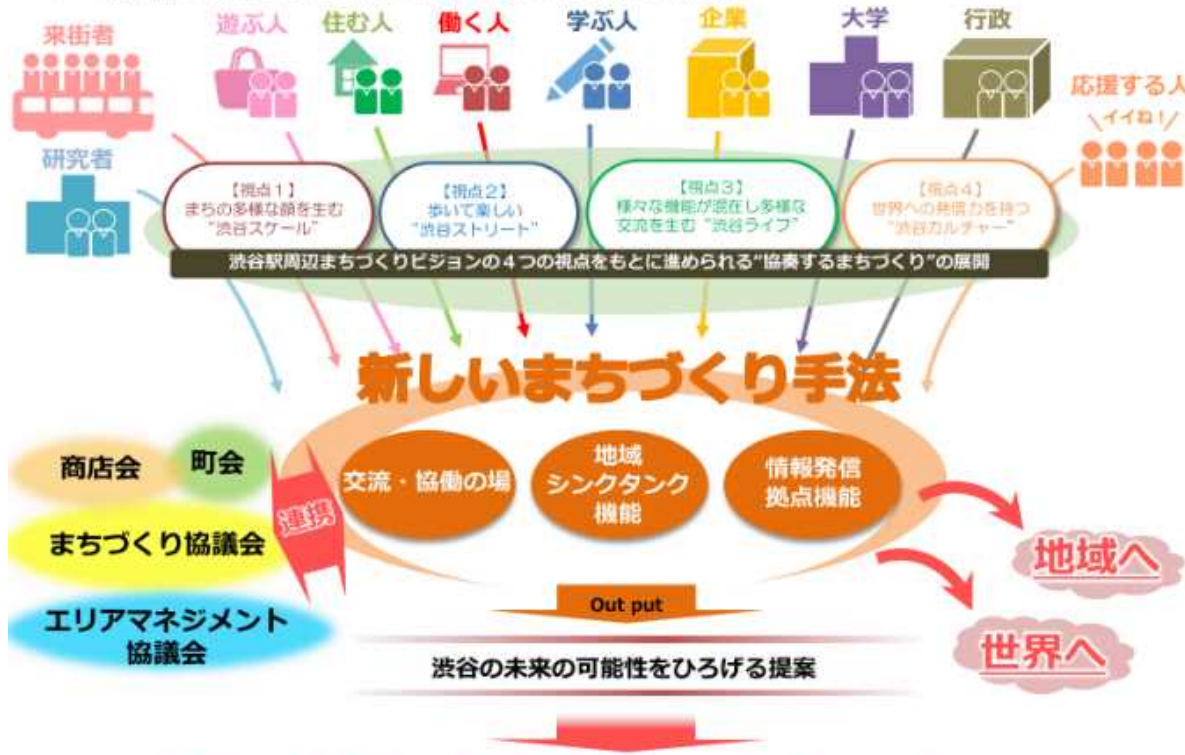 来街者
遊ぶ人
住む人
働く人
学ぶ人
企業
大学
行政
応援する人
イイね!
研究者
【視点1】
まちの多様な顔を生む
“渋谷スケール”
【視点2】
歩いて楽しい
“渋谷ストリート”
【視点3】
様々な機能が混在し多様な
交流を生む“渋谷ライフ”
【視点4】
世界への発信力を持つ
“渋谷カルチャー”
渋谷駅周辺まちづくりビジョンの4つの視点をもとに進められる“協奏するまちづくり”の展開
新しいまちづくり手法
商店会
町会
まちづくり協議会
エリアマネジメント
協議会
連携
交流・協働の場
地域
シンクタンク
機能
情報発信
拠点機能
地域へ
世界へ
Out put
渋谷の未来の可能性をひろげる提案